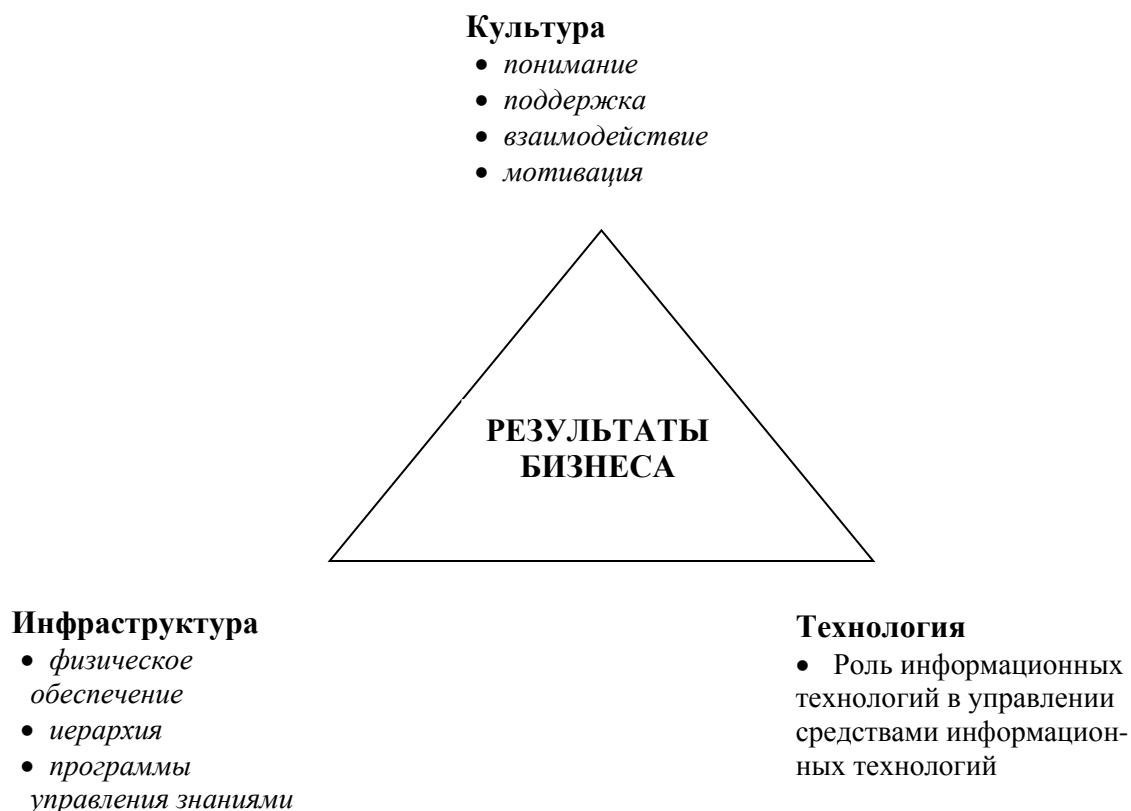 Культура
• понимание
• поддержка
• взаимодействие
• мотивация
РЕЗУЛЬТАТЫ
БИЗНЕСА
Инфраструктура
• физическое
обеспечение
• иерархия
• программы
управления знаниями
Технология
• Роль информационных
технологий в управлении
средствами информацион-
ных технологий